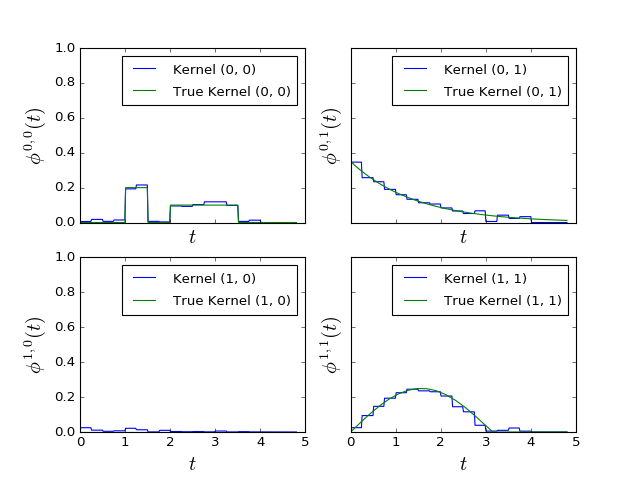 1.0
0.8
0.6
0.4
0.2
0.0
ϕ^{0,0}(t)
Kernel (0, 0)
True Kernel (0, 0)
t
ϕ^{0,1}(t)
Kernel (0, 1)
True Kernel (0, 1)
t
1.0
0.8
0.6
0.4
0.2
0.0
ϕ^{1,0}(t)
Kernel (1, 0)
True Kernel (1, 0)
0 1 2 3 4 5
t
ϕ^{1,1}(t)
Kernel (1, 1)
True Kernel (1, 1)
0 1 2 3 4 5
t